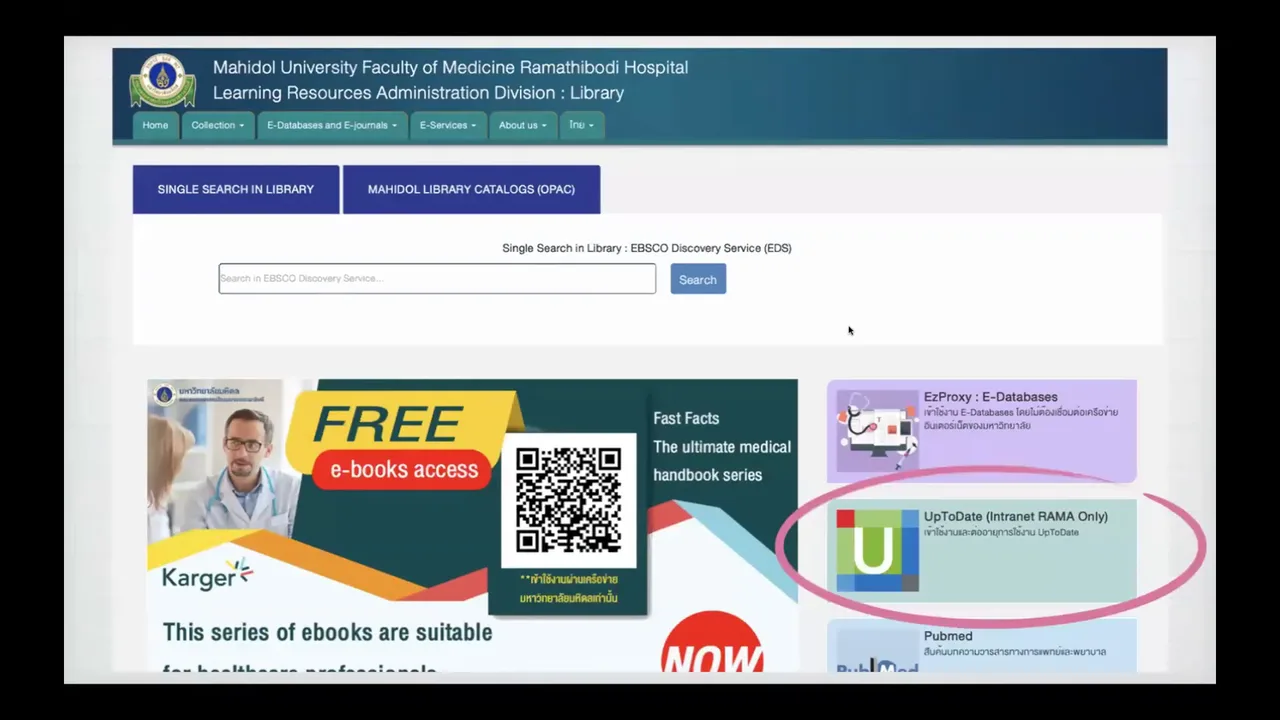 Mahidol University Faculty of Medicine Ramathibodi Hospital
Learning Resources Administration Division : Library
Home
Collection
E-Databases and E-journals
E-Services
About us
ไทย
SINGLE SEARCH IN LIBRARY
MAHIDOL LIBRARY CATALOGS (OPAC)
Single Search in Library : EBSCO Discovery Service (EDS)
Search in EBSCO Discovery Service...
Search
มหาวิทยาลัยมหิดล
FREE
e-books access
Fast Facts
The ultimate medical
handbook series
**เข้าใช้งานผ่านเครือข่าย
มหาวิทยาลัยมหิดลเท่านั้น
Karger
This series of ebooks are suitable
for healthcare professionals
NOW
EzProxy : E-Databases
เข้าใช้งาน E-Databases โดยไม่ต้องเชื่อมต่อเครือข่าย
อินเตอร์เน็ตของมหาวิทยาลัย
U
UpToDate (Intranet RAMA Only)
เข้าใช้งานและต่ออายุการใช้งาน UpToDate
Pubmed
สืบค้นบทความวารสารทางการแพทย์และพยาบาล
PubMed